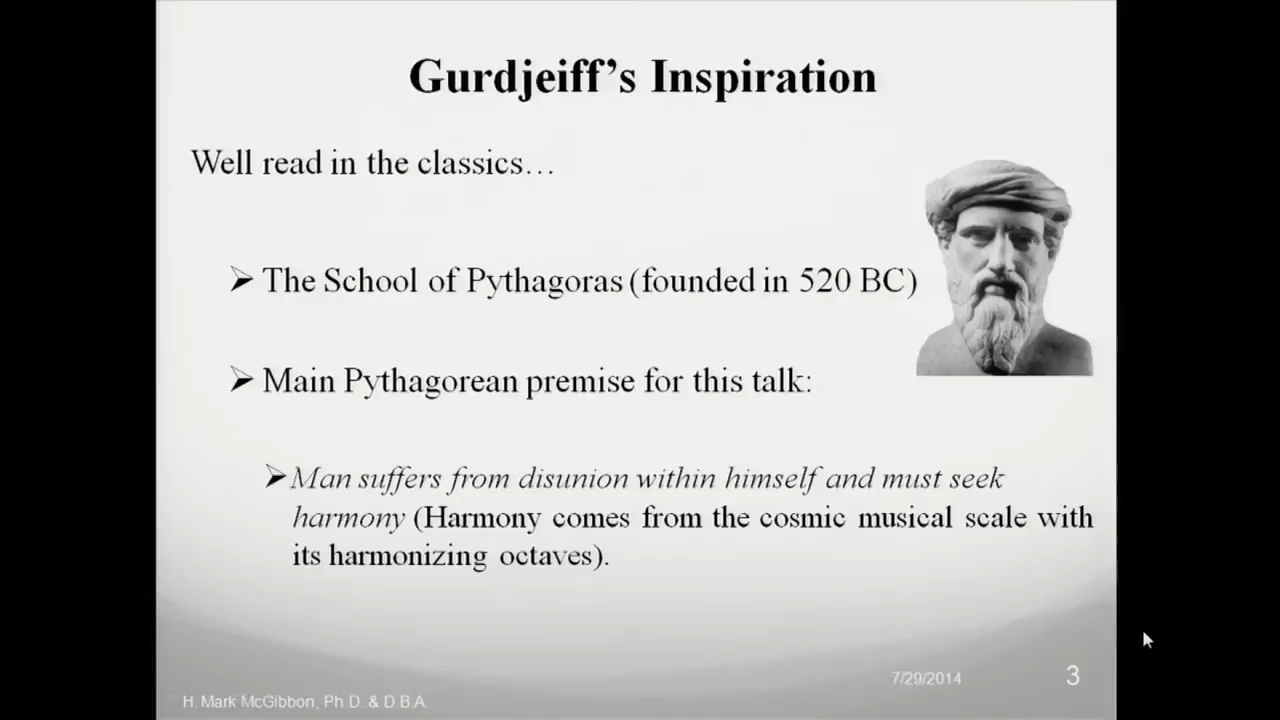 Gurdjeiff’s Inspiration
Well read in the classics…
The School of Pythagoras (founded in 520 BC)
Main Pythagorean premise for this talk:
Man suffers from disunion within himself and must seek
harmony (Harmony comes from the cosmic musical scale with
its harmonizing octaves).
7/29/2014
3
H. Mark McGibbon, Ph.D. & D.B.A.